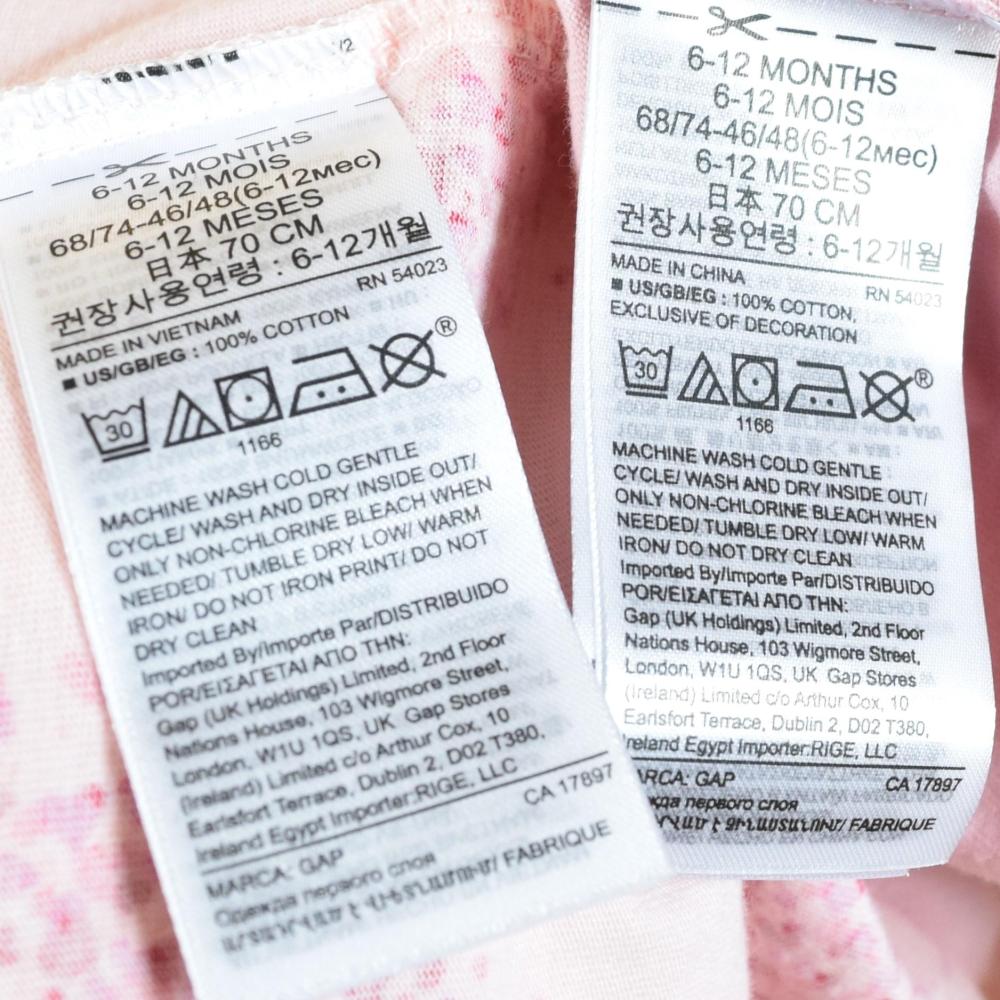 /2
6-12 MONTHS
6-12 MOIS
68/74-46/48(6-12мес)
6-12 MESES
日本 70 CM
권장사용연령 : 6-12개월
RN 54023
MADE IN VIETNAM
■ US/GB/EG : 100% COTTON
30
®
1166
MACHINE WASH COLD GENTLE
CYCLE/ WASH AND DRY INSIDE OUT/
ONLY NON-CHLORINE BLEACH WHEN
NEEDED/ TUMBLE DRY LOW/ WARM
IRON/ DO NOT IRON PRINT/ DO NOT
DRY CLEAN
Imported By/Importe Par/DISTRIBUIDO
POR/ΕΙΣΑΓΕΤΑΙ ΑΠΟ ΤΗΝ:
Gap (UK Holdings) Limited, 2nd Floor
Nations House, 103 Wigmore Street,
London, W1U 1QS, UK Gap Stores
(Ireland) Limited c/o Arthur Cox, 10
Earlsfort Terrace, Dublin 2, D02 T380,
Ireland Egypt Importer:RIGE, LLC
CA 17897
MARCA: GAP
Одежда первого слоя
FABRIQUE
6-12 MONTHS
6-12 MOIS
68/74-46/48(6-12мес)
6-12 MESES
日本 70 CM
권장사용연령 : 6-12개월
MADE IN CHINA
RN 54023
■ US/GB/EG : 100% COTTON,
EXCLUSIVE OF DECORATION
30
®
1166
MACHINE WASH COLD GENTLE
CYCLE/ WASH AND DRY INSIDE OUT/
ONLY NON-CHLORINE BLEACH WHEN
NEEDED/ TUMBLE DRY LOW/ WARM
IRON/ DO NOT DRY CLEAN
Imported By/Importe Par/DISTRIBUIDO
POR/ΕΙΣΑΓΕΤΑΙ ΑΠΟ ΤΗΝ:
Gap (UK Holdings) Limited, 2nd Floor
Nations House, 103 Wigmore Street,
London, W1U 1QS, UK Gap Stores
(Ireland) Limited c/o Arthur Cox, 10
Earlsfort Terrace, Dublin 2, D02 T380,
reland Egypt Importer:RIGE, LLC
ARCA: GAP CA 17897
жда первого слоя
FABRIQUE